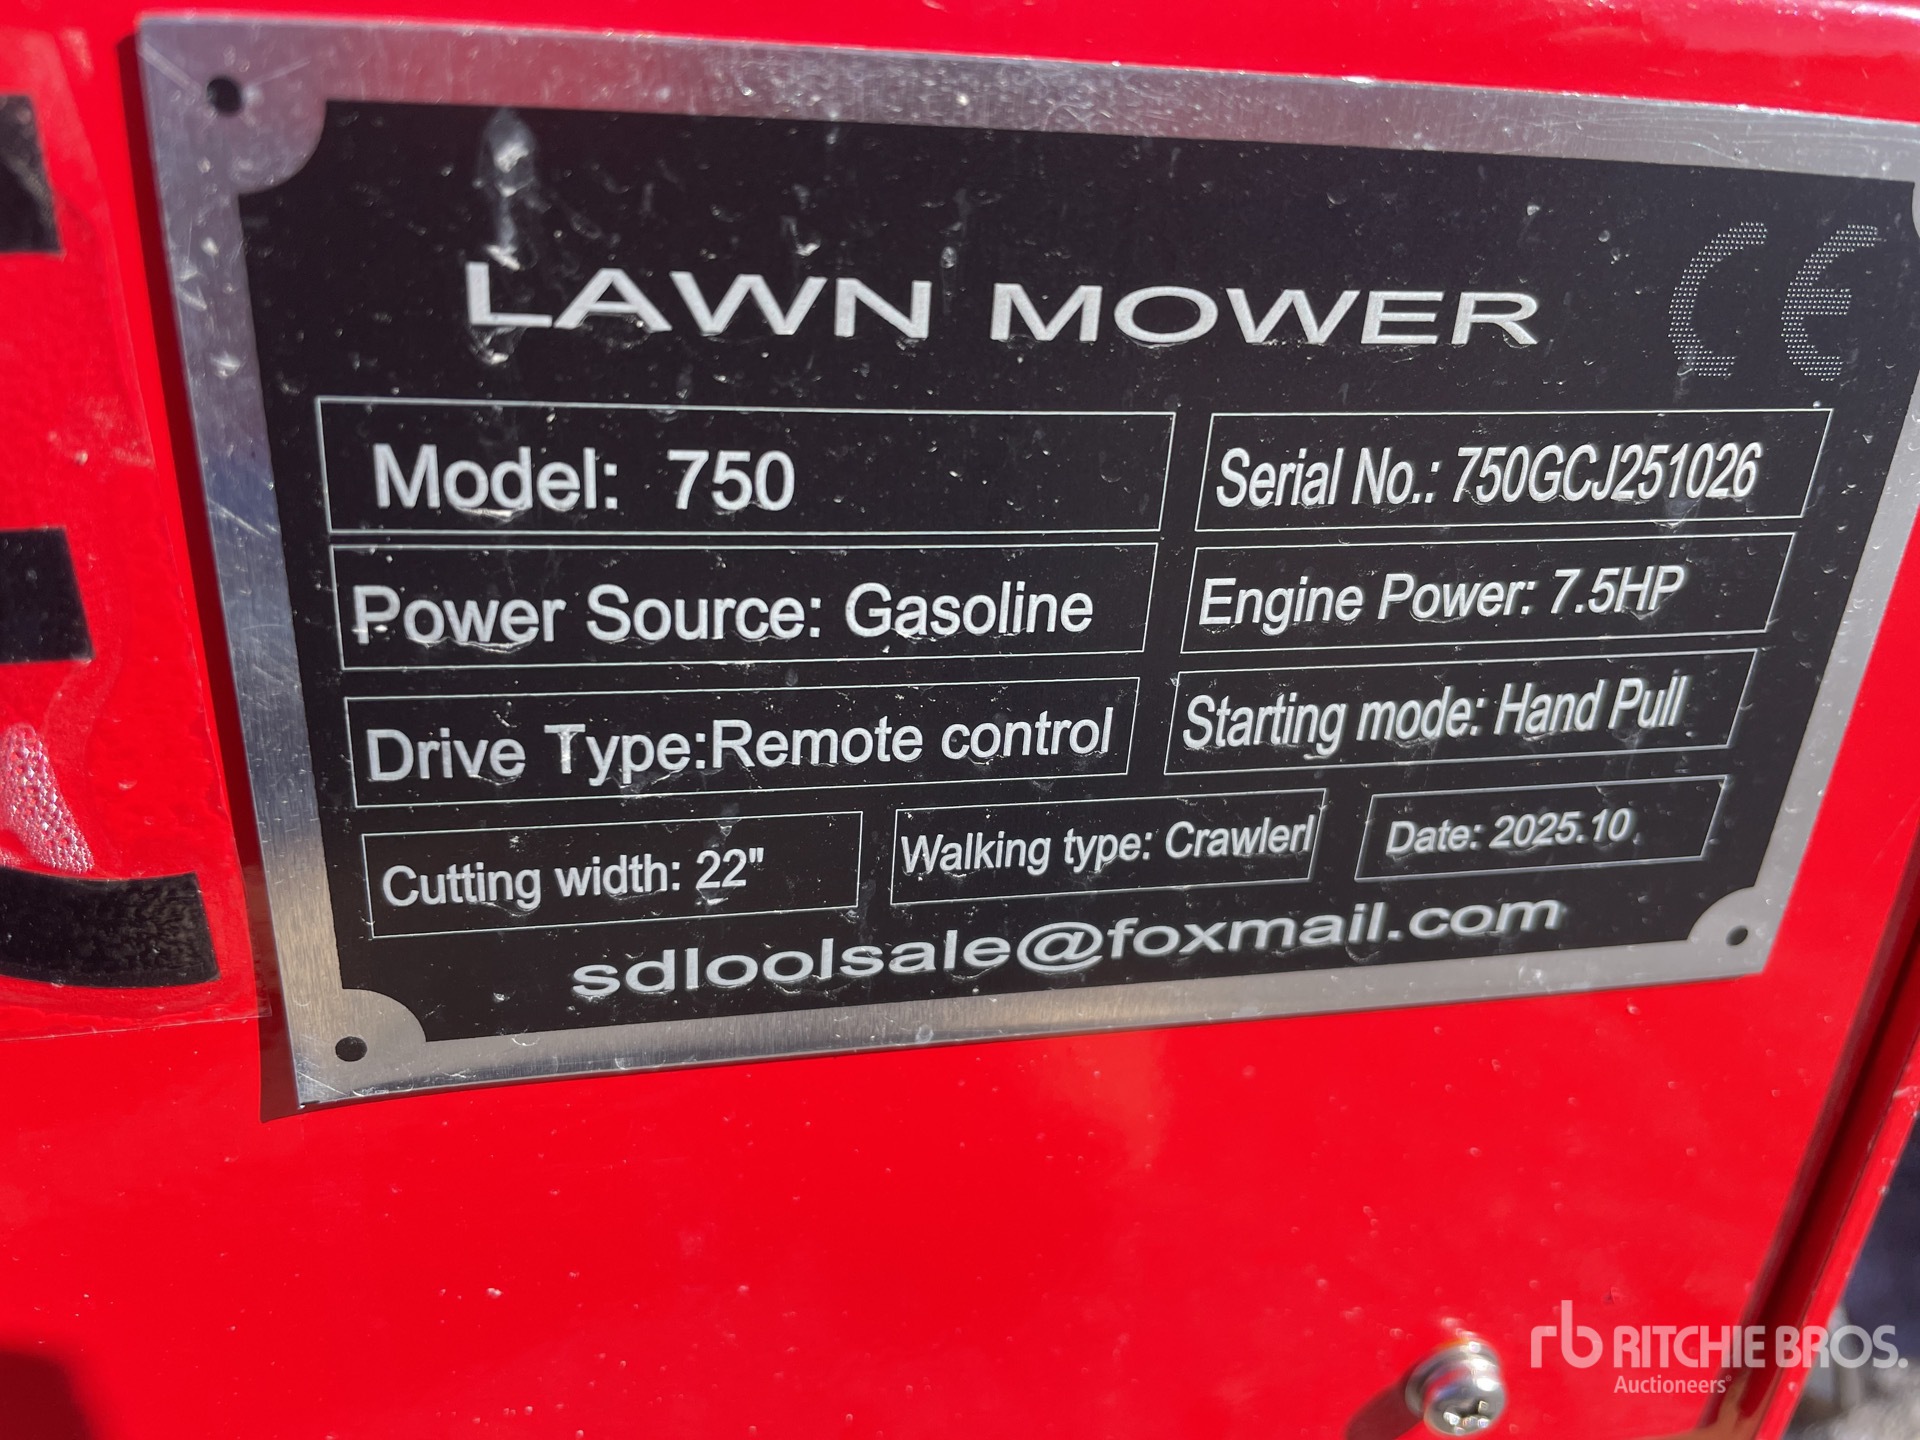 LAWN MOWER
CE
Model: 750
Serial No.: 750GCJ251026
Power Source: Gasoline
Engine Power: 7.5HP
Drive Type:Remote control
Starting mode: Hand Pull
Cutting width: 22"
Walking type: Crawlerl
Date: 2025.10
sdloolsale@foxmail.com
rb RITCHIE BROS.
Auctioneers